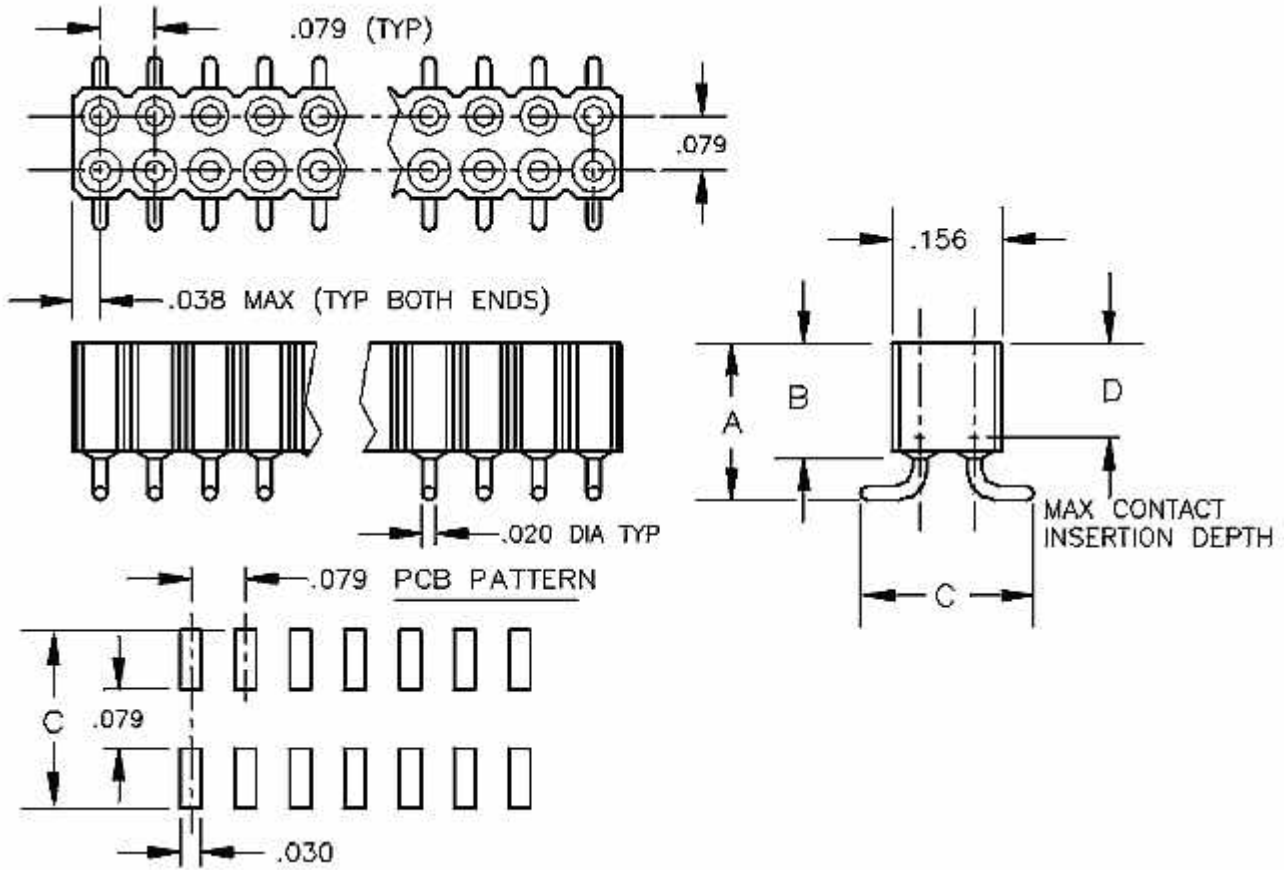 .079 (TYP)
.079
.156
.038 MAX (TYP BOTH ENDS)
A
B
D
.020 DIA TYP
MAX CONTACT
INSERTION DEPTH
.079 PCB PATTERN
C
C
.079
.030